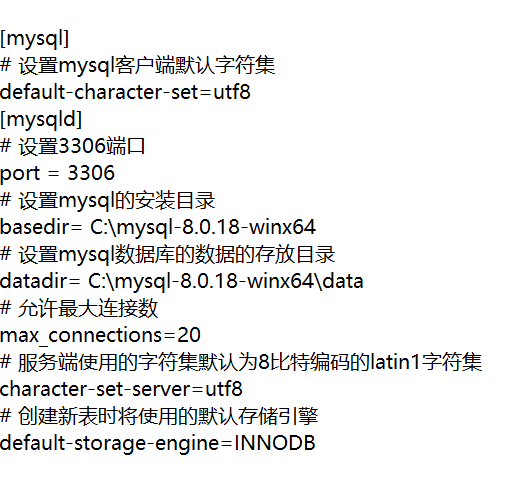 [mysql]
# 设置mysql客户端默认字符集
default-character-set=utf8
[mysqld]
# 设置3306端口
port = 3306
# 设置mysql的安装目录
basedir= C:\mysql-8.0.18-winx64
# 设置mysql数据库的数据的存放目录
datadir= C:\mysql-8.0.18-winx64\data
# 允许最大连接数
max_connections=20
# 服务端使用的字符集默认为8比特编码的latin1字符集
character-set-server=utf8
# 创建新表时将使用的默认存储引擎
default-storage-engine=INNODB